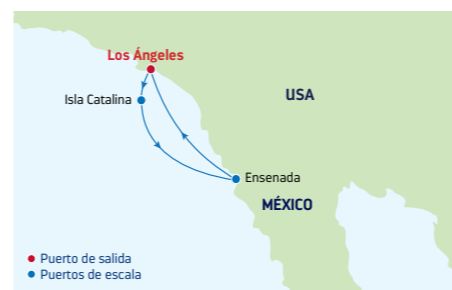 Los Ángeles
Isla Catalina
USA
Ensenada
MÉXICO
Puerto de salida
Puertos de escala